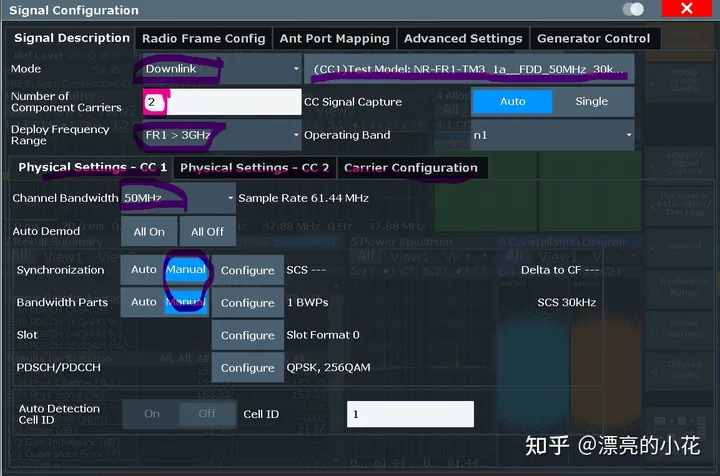 Signal Configuration
Signal Description Radio Frame Config Ant Port Mapping Advanced Settings Generator Control
Mode Downlink (CC1)Test Model: NR-FR1-TM3_1a__FDD_50MHz_30k...
Number of Component Carriers 2 CC Signal Capture Auto Single
Deploy Frequency Range FR1 > 3GHz Operating Band n1
Physical Settings - CC 1 Physical Settings - CC 2 Carrier Configuration
Channel Bandwidth 50MHz Sample Rate 61.44 MHz
Auto Demod All On All Off
Synchronization Auto Manual Configure SCS --- Delta to CF ---
Bandwidth Parts Auto Manual Configure 1 BWPs SCS 30kHz
Slot Configure Slot Format 0
PDSCH/PDCCH Configure QPSK, 256QAM
Auto Detection Cell ID On Off Cell ID 1
知乎 @漂亮的小花